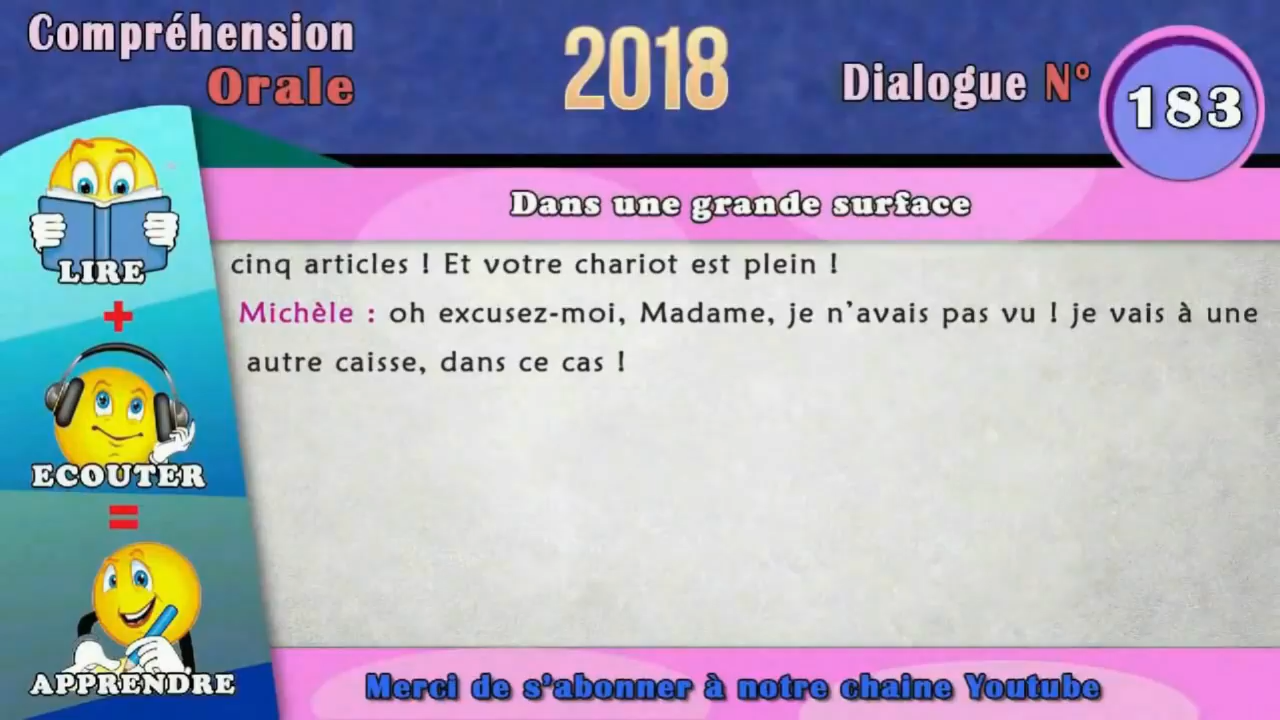 Compréhension
Orale
2018
Dialogue N°
183
Dans une grande surface
cinq articles ! Et votre chariot est plein !
Michèle : oh excusez-moi, Madame, je n’avais pas vu ! je vais à une
autre caisse, dans ce cas !
LIRE
+
ECOUTER
=
APPRENDRE
Merci de s’abonner à notre chaine Youtube